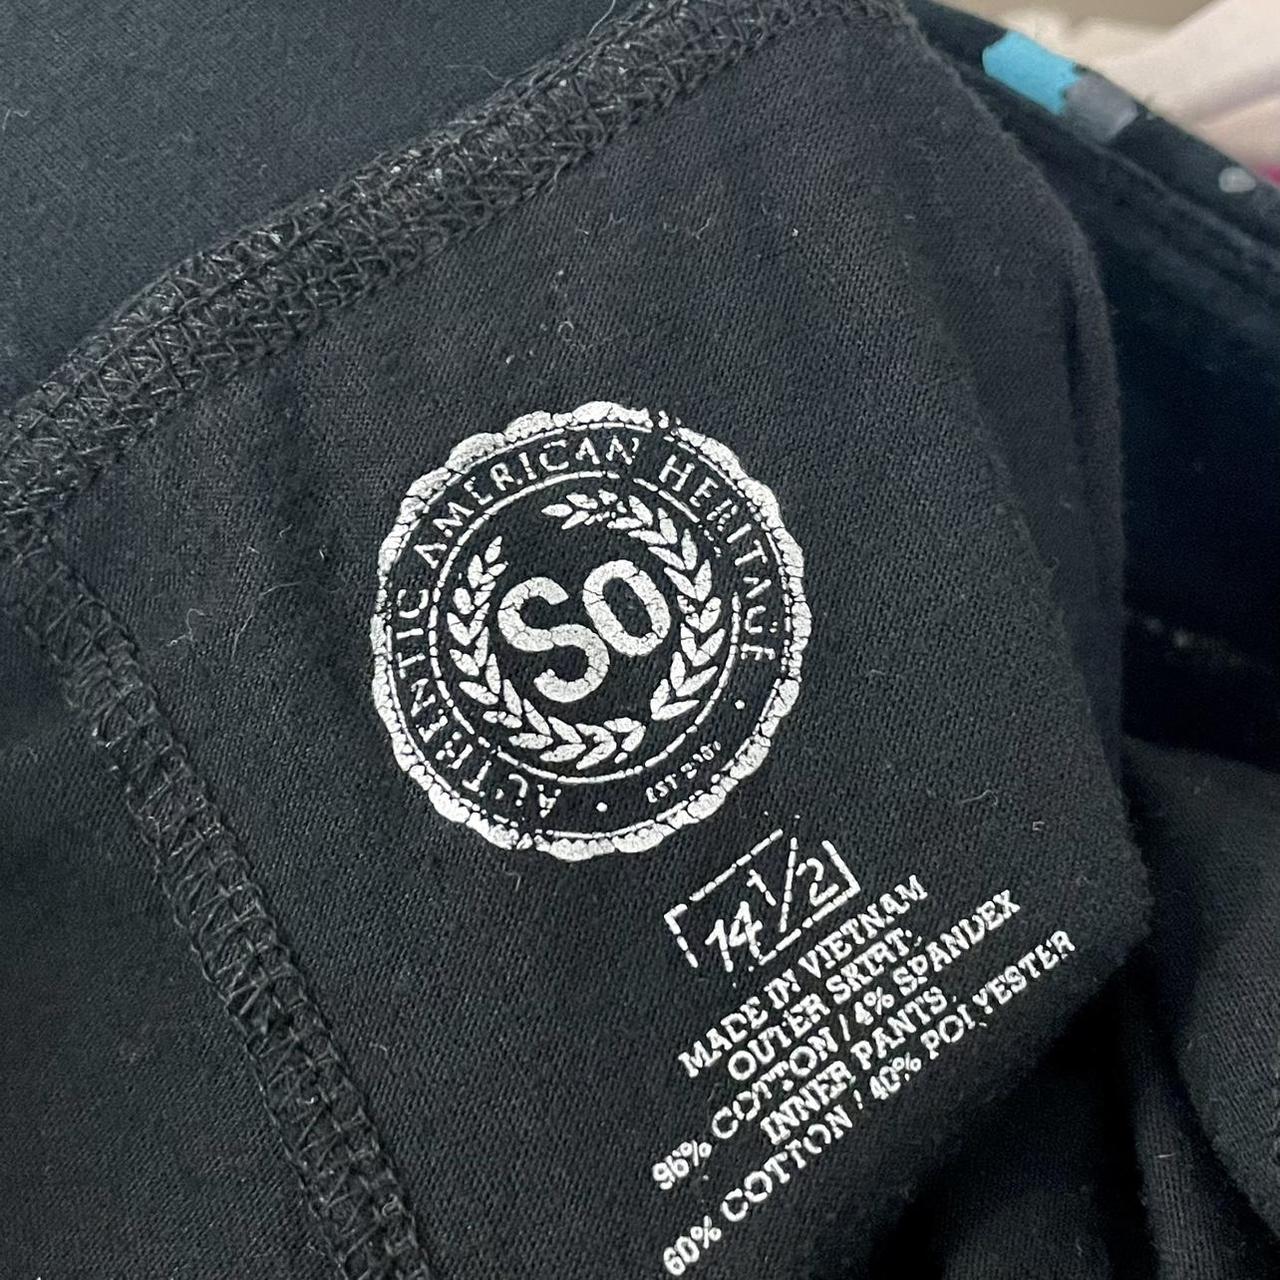 AUTHENTIC AMERICAN HERITAGE
SO
14 1/2
MADE IN VIETNAM
OUTER SKIRT:
96% COTTON / 4% SPANDEX
INNER PANTS:
60% COTTON / 40% POLYESTER